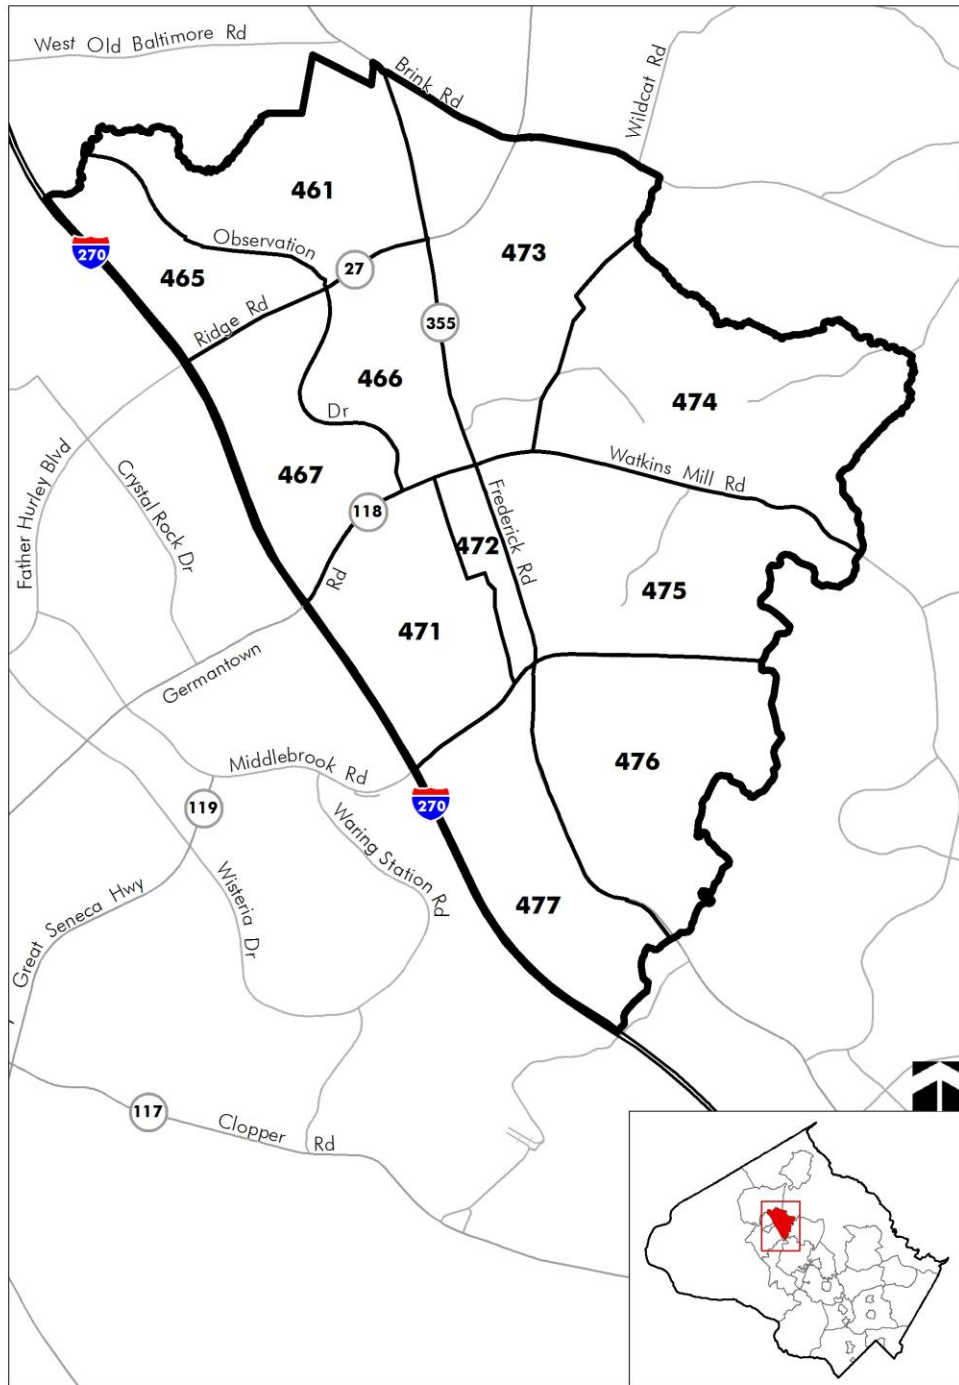 West Old Baltimore Rd
Brink Rd
Wildcat Rd
461
Observation
270
465
27
473
Ridge Rd
355
466
474
Dr
Father Hurley Blvd
Crystal Rock Dr
467
118
Watkins Mill Rd
Frederick Rd
472
Rd
475
471
Germantown
Middlebrook Rd
476
119
270
Waring Station Rd
Wisteria Dr
Great Seneca Hwy
477
117
Clopper Rd